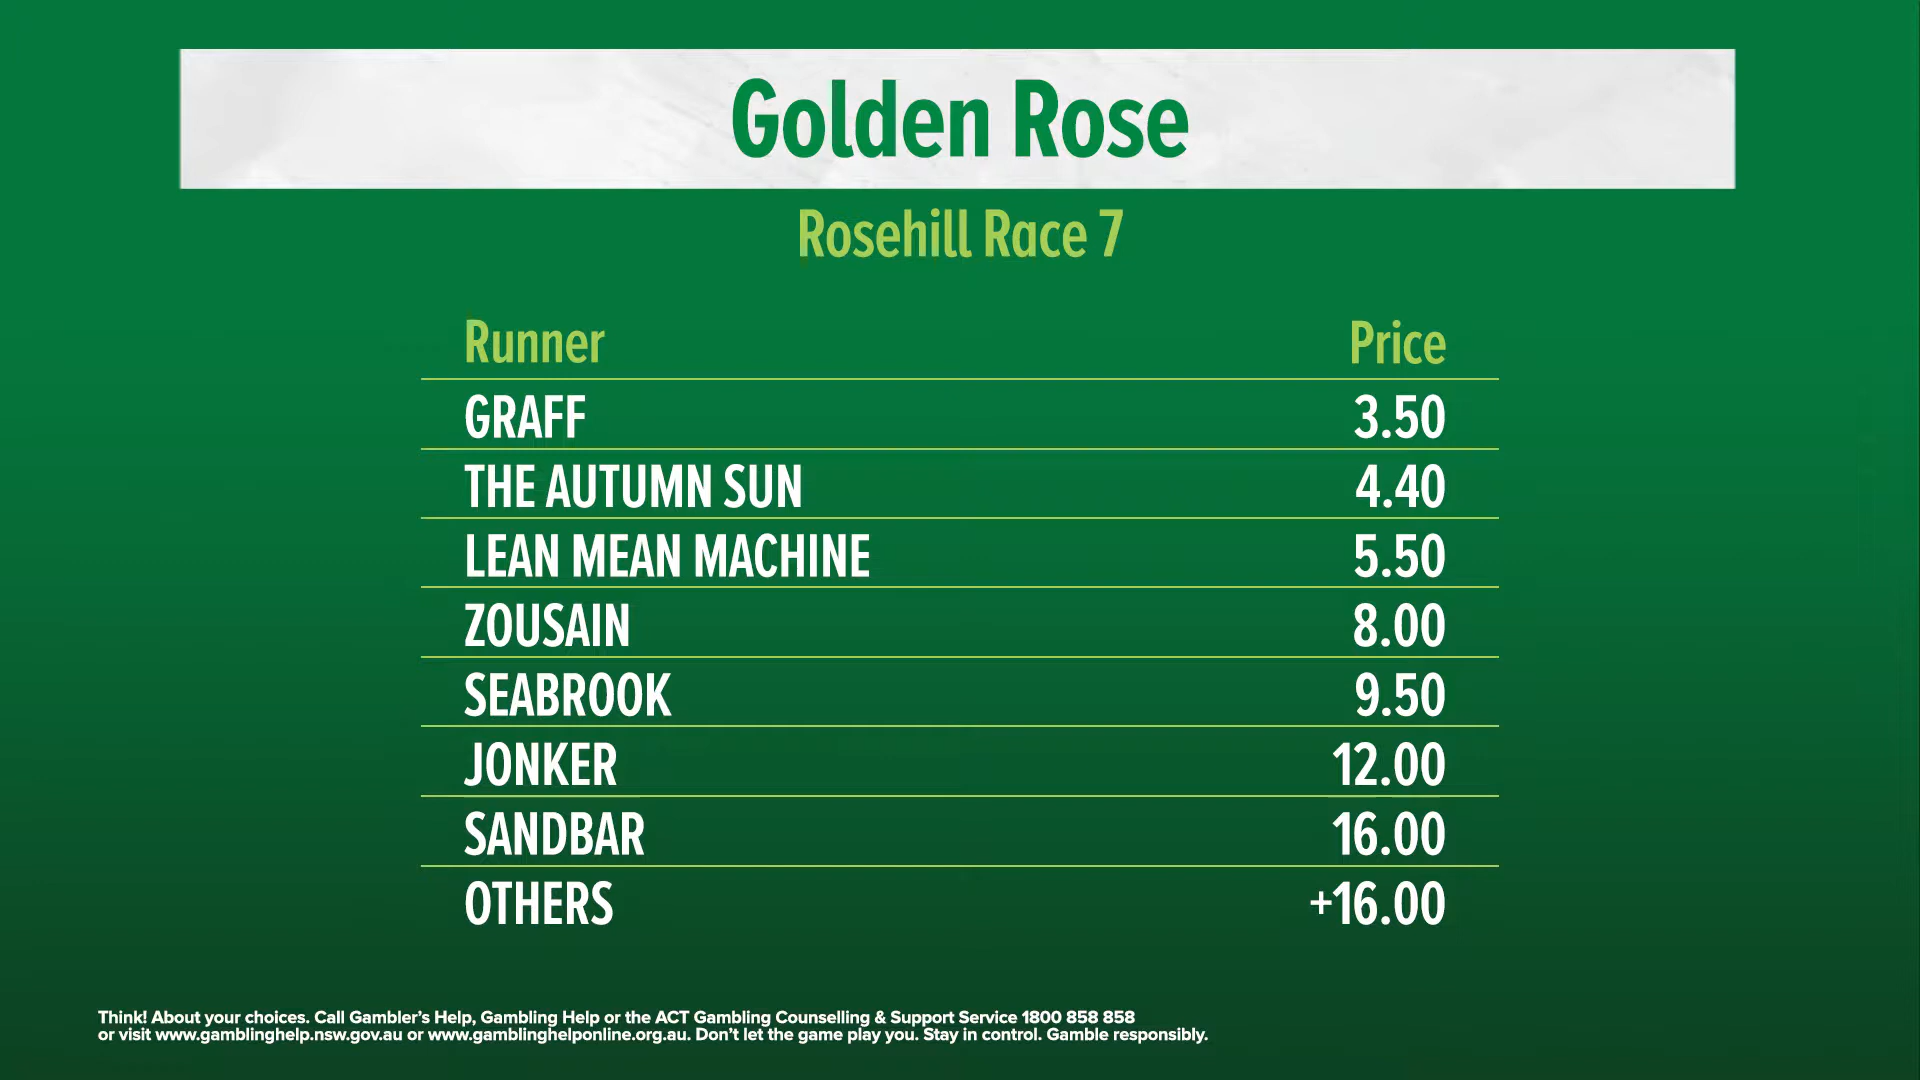 Golden Rose
Rosehill Race 7
Runner Price
GRAFF 3.50
THE AUTUMN SUN 4.40
LEAN MEAN MACHINE 5.50
ZOUSAIN 8.00
SEABROOK 9.50
JONKER 12.00
SANDBAR 16.00
OTHERS +16.00
Think! About your choices. Call Gambler's Help, Gambling Help or the ACT Gambling Counselling & Support Service 1800 858 858
or visit www.gamblinghelp.nsw.gov.au or www.gamblinghelponline.org.au. Don't let the game play you. Stay in control. Gamble responsibly.